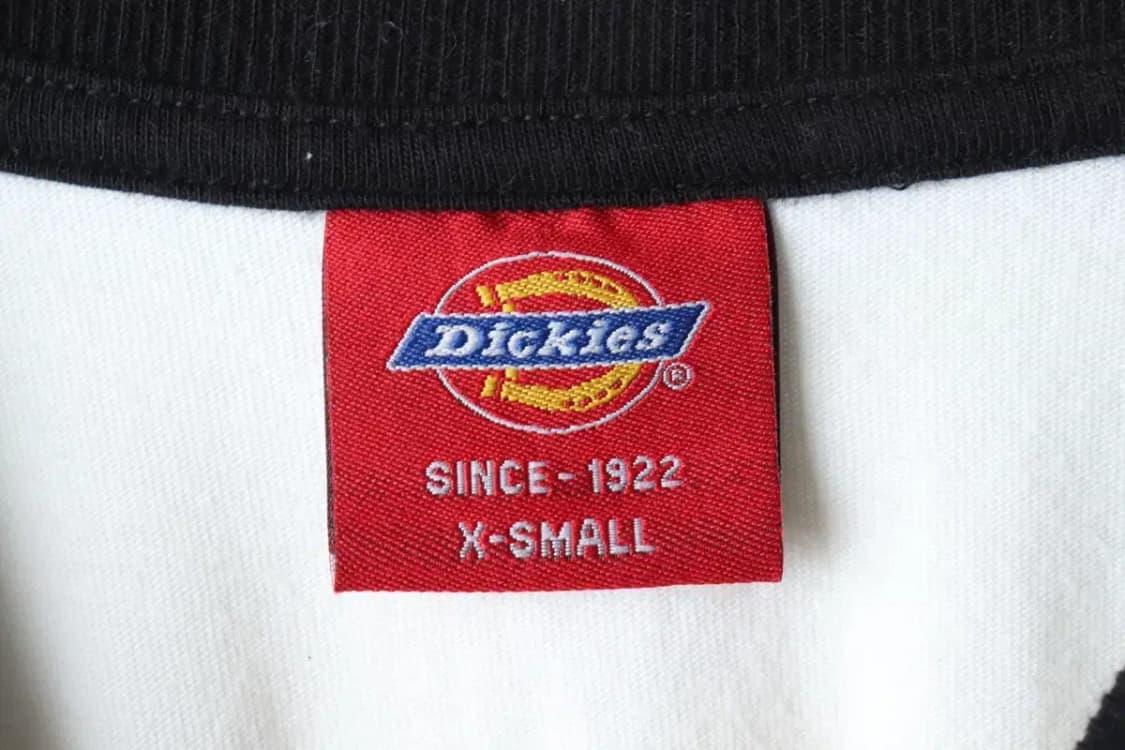 Dickies
®
SINCE-1922
X-SMALL